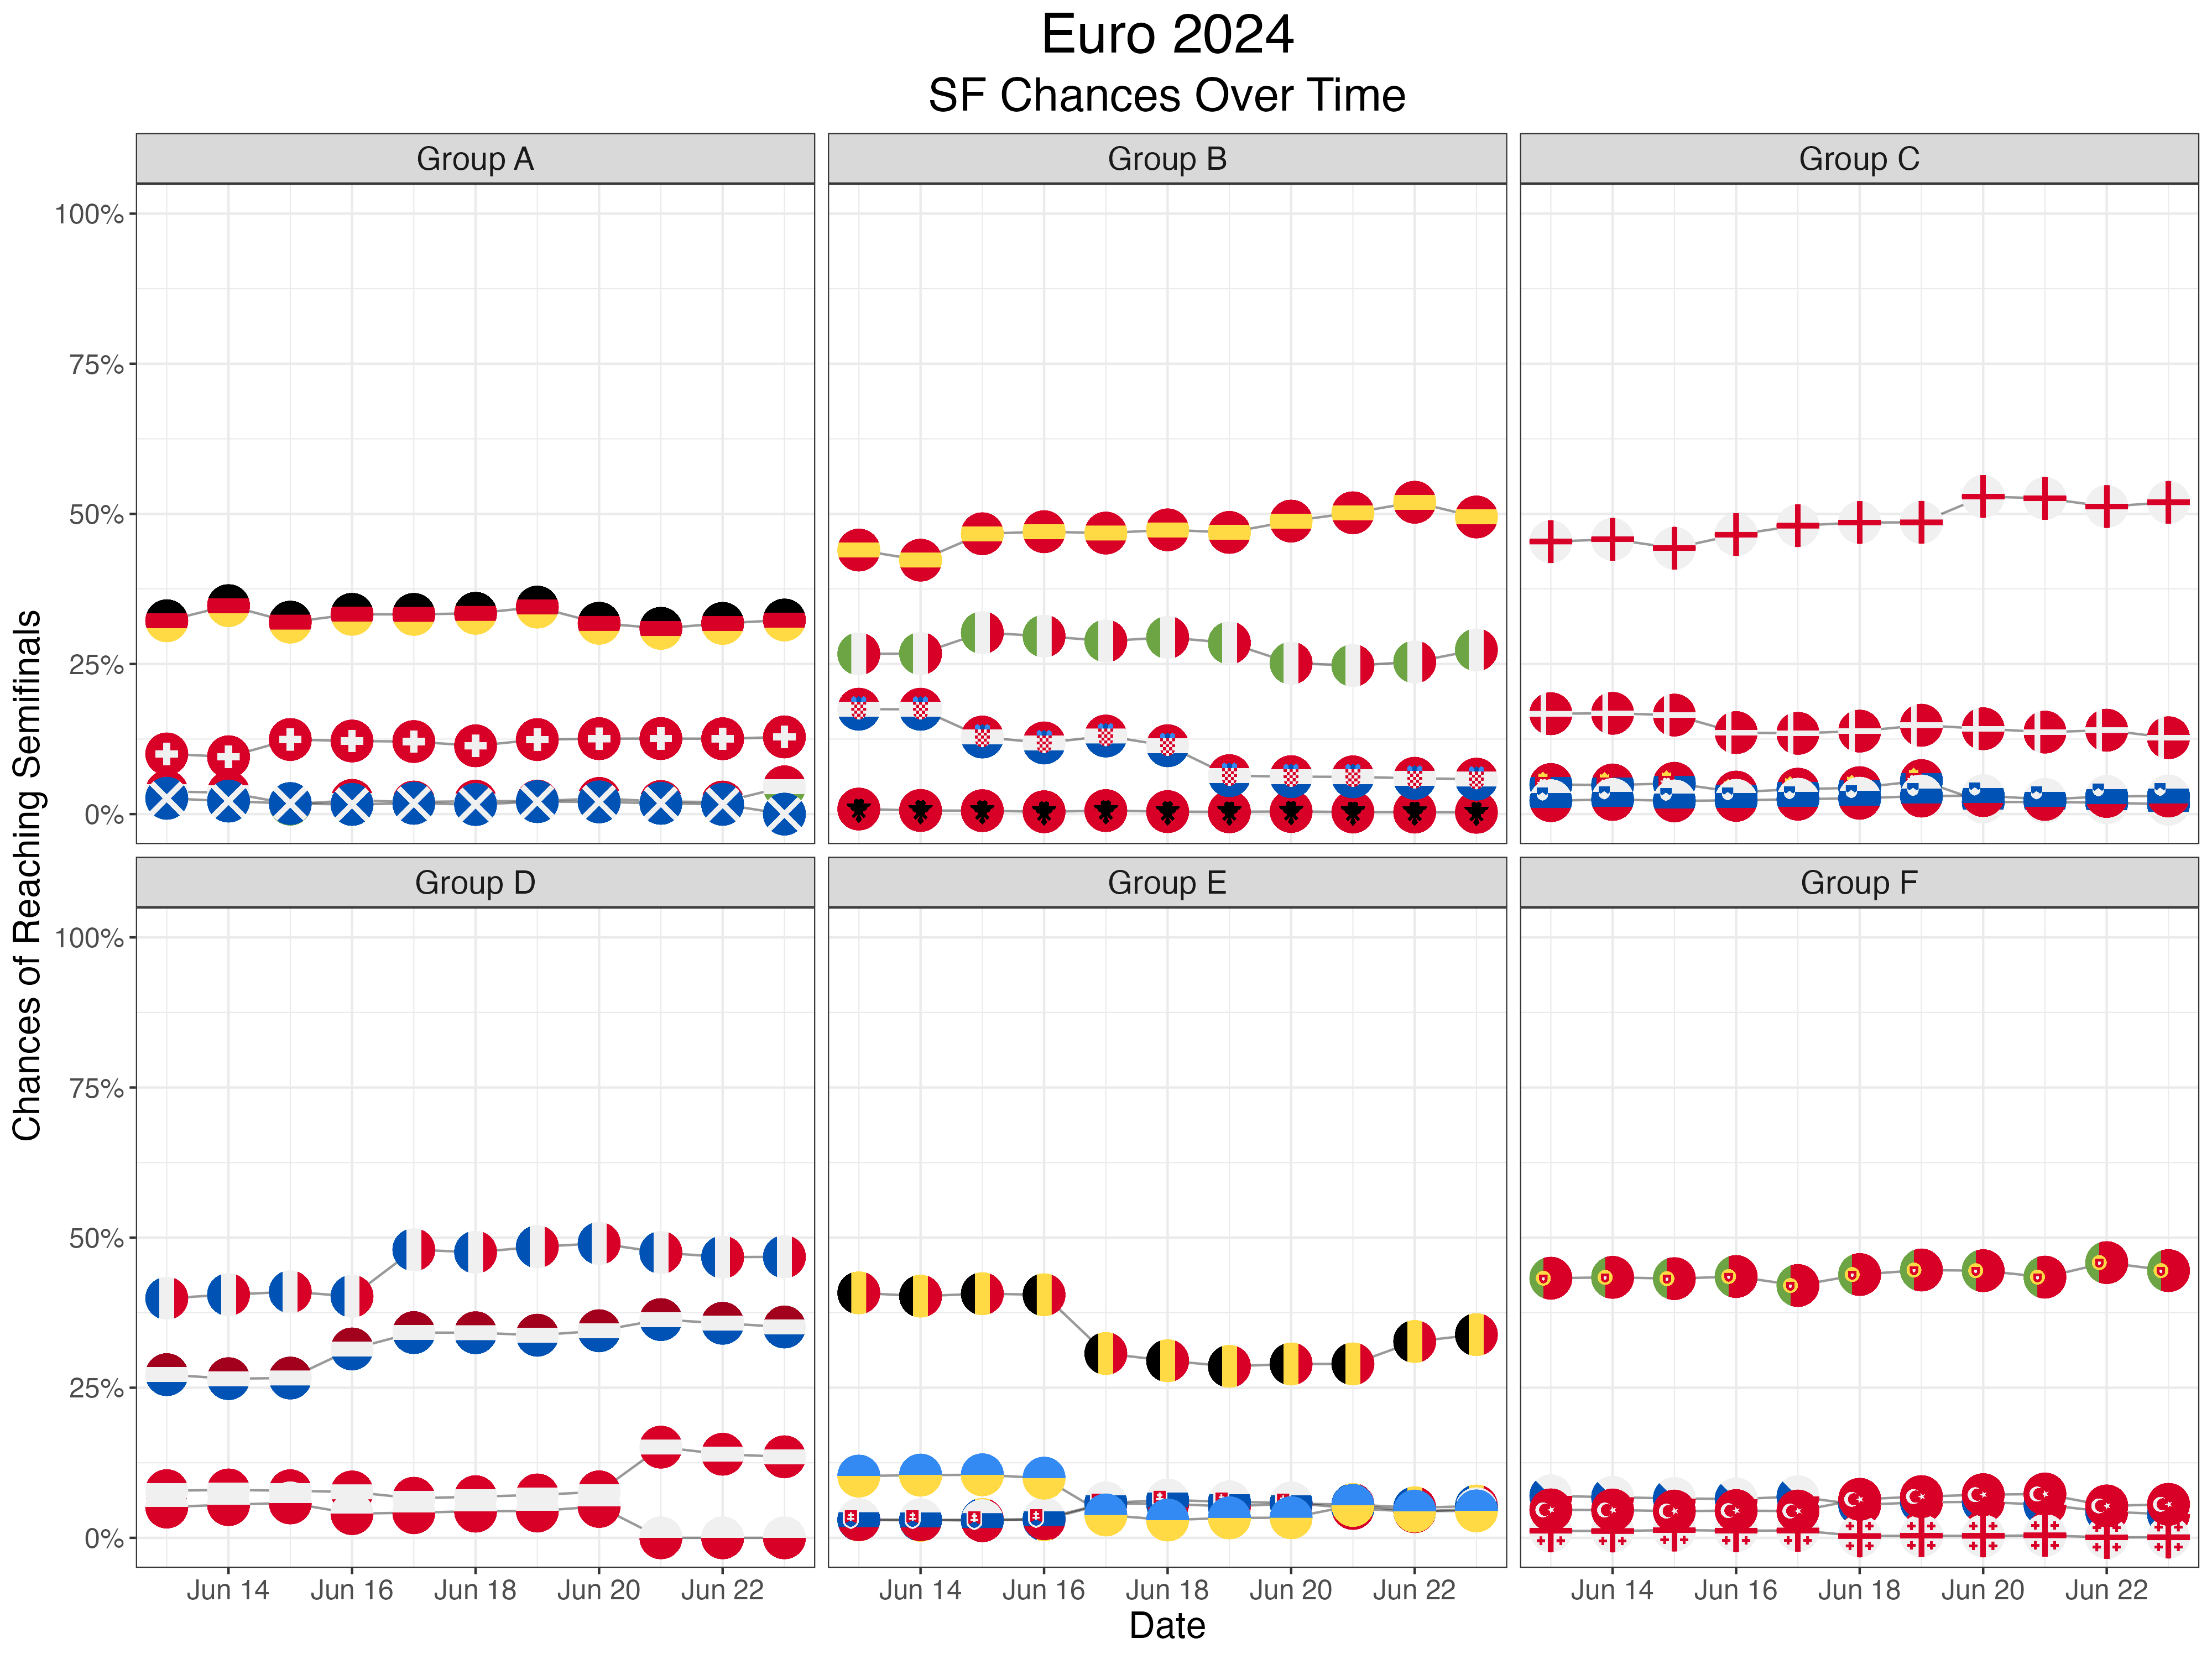 Euro 2024
SF Chances Over Time
Group A
Group B
Group C
100%
75%
50%
25%
0%
Chances of Reaching Semifinals
Group D
Group E
Group F
100%
75%
50%
25%
0%
Jun 14 Jun 16 Jun 18 Jun 20 Jun 22
Jun 14 Jun 16 Jun 18 Jun 20 Jun 22
Jun 14 Jun 16 Jun 18 Jun 20 Jun 22
Date